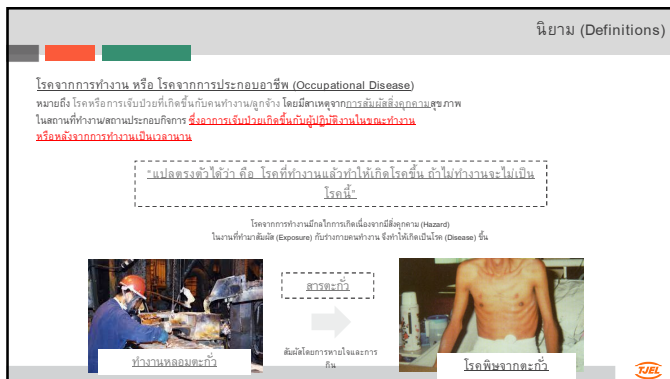 นิยาม (Definitions)
โรคจากการทำงาน หรือ โรคจากการประกอบอาชีพ (Occupational Disease)
หมายถึง โรคหรือการเจ็บป่วยที่เกิดขึ้นกับคนทำงาน/ลูกจ้าง โดยมีสาเหตุจากการสัมผัสสิ่งคุกคามสุขภาพ
ในสถานที่ทำงาน/สถานประกอบกิจการ ซึ่งอาการเจ็บป่วยเกิดขึ้นกับผู้ปฏิบัติงานในขณะทำงาน
หรือหลังจากการทำงานเป็นเวลานาน
"แปลตรงตัวได้ว่า คือ โรคที่ทำงานแล้วทำให้เกิดโรคขึ้น ถ้าไม่ทำงานจะไม่เป็น
โรคนี้"
โรคจากการทำงานมีกลไกการเกิดเนื่องจากมีสิ่งคุกคาม (Hazard)
ในงานที่ทำมาสัมผัส (Exposure) กับร่างกายคนทำงาน จึงทำให้เกิดเป็นโรค (Disease) ขึ้น
สารตะกั่ว
สัมผัสโดยการหายใจและการ
กิน
ทำงานหลอมตะกั่ว
โรคพิษจากตะกั่ว
TJEL